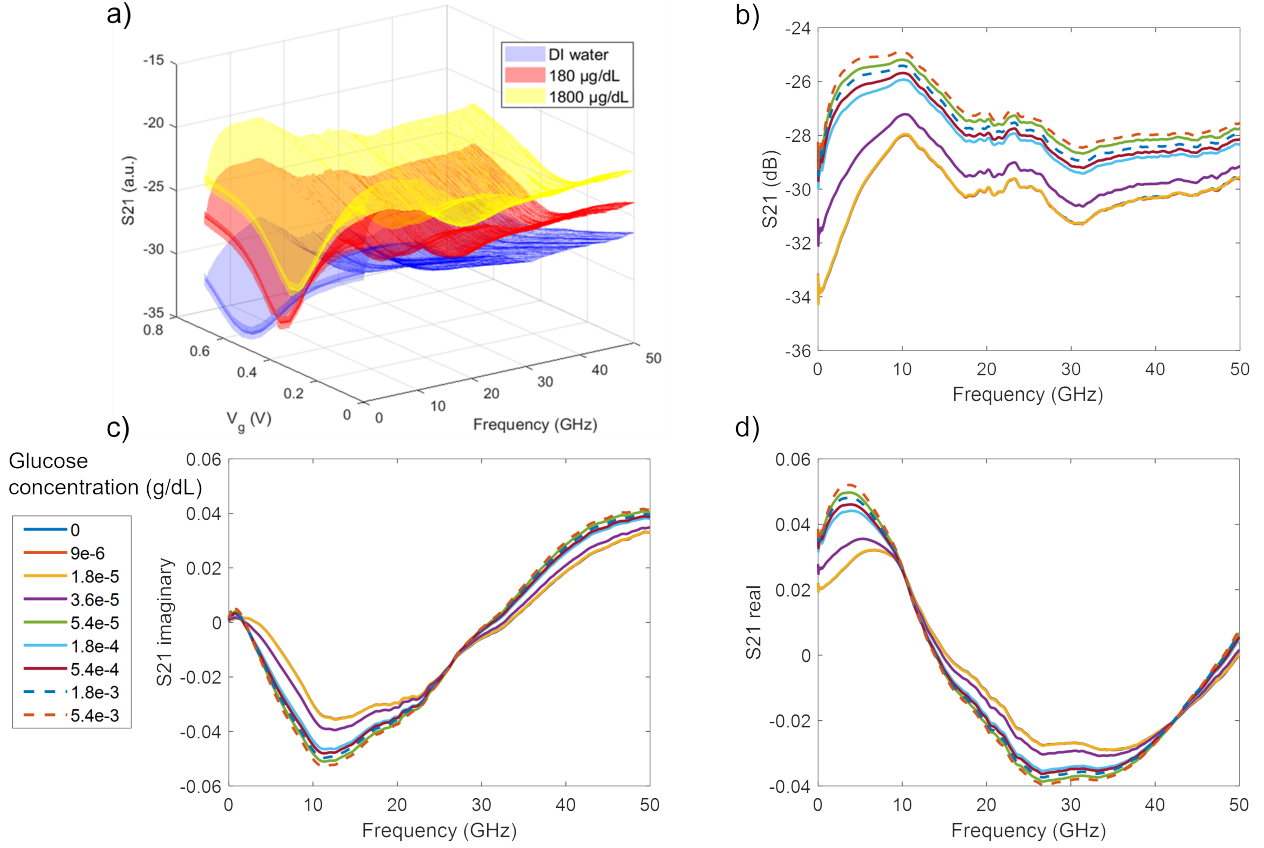 a)
-15
-20
-25
-30
-35
S21 (a.u.)
0.8
0.6
0.4
0.2
0
V_g (V)
0
10
20
30
40
50
Frequency (GHz)
DI water
180 μg/dL
1800 μg/dL
b)
-24
-26
-28
-30
-32
-34
-36
S21 (dB)
0
10
20
30
40
50
Frequency (GHz)
Glucose
concentration (g/dL)
0
9e-6
1.8e-5
3.6e-5
5.4e-5
1.8e-4
5.4e-4
1.8e-3
5.4e-3
c)
0.06
0.04
0.02
0
-0.02
-0.04
-0.06
S21 imaginary
0
10
20
30
40
50
Frequency (GHz)
d)
0.06
0.04
0.02
0
-0.02
-0.04
S21 real
0
10
20
30
40
50
Frequency (GHz)